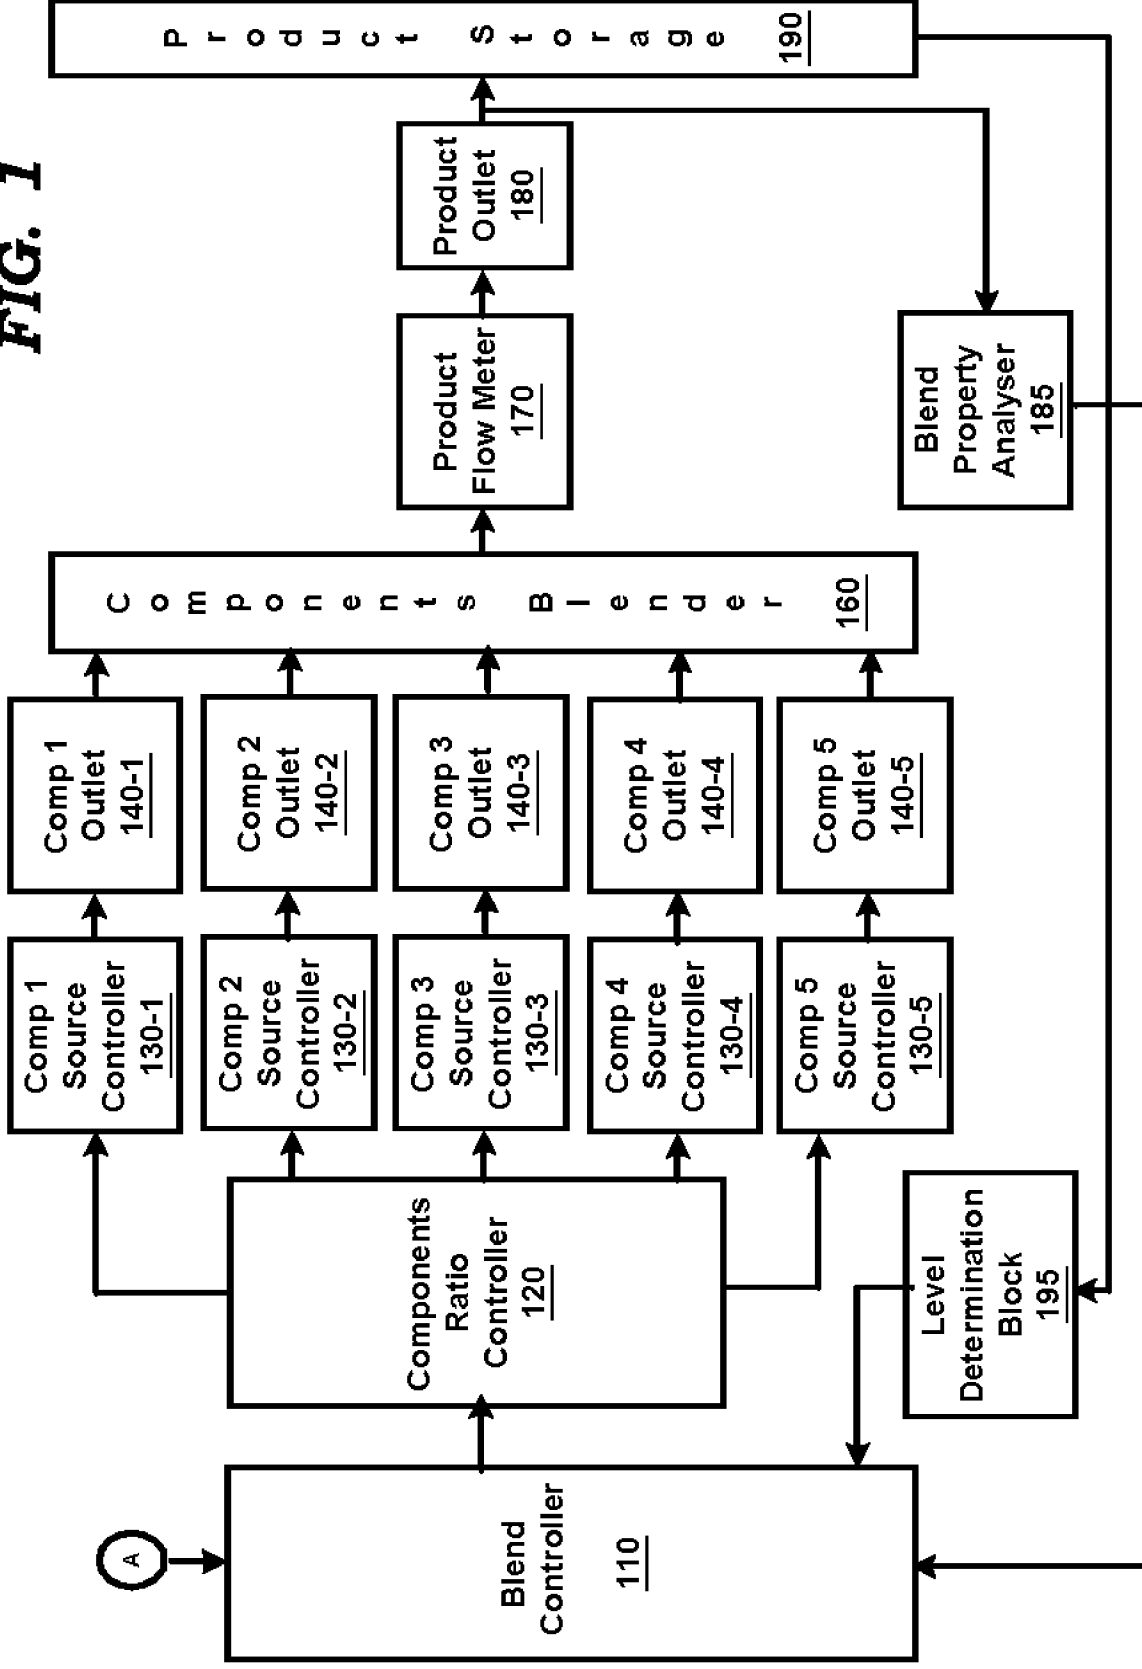 FIG. 1
A
Blend
Controller
110
Components
Ratio
Controller
120
Comp 1
Source
Controller
130-1
Comp 2
Source
Controller
130-2
Comp 3
Source
Controller
130-3
Comp 4
Source
Controller
130-4
Comp 5
Source
Controller
130-5
Comp 1
Outlet
140-1
Comp 2
Outlet
140-2
Comp 3
Outlet
140-3
Comp 4
Outlet
140-4
Comp 5
Outlet
140-5
Components Blender
160
Product
Flow Meter
170
Product
Outlet
180
Product Storage
190
Blend
Property
Analyser
185
Level
Determination
Block
195